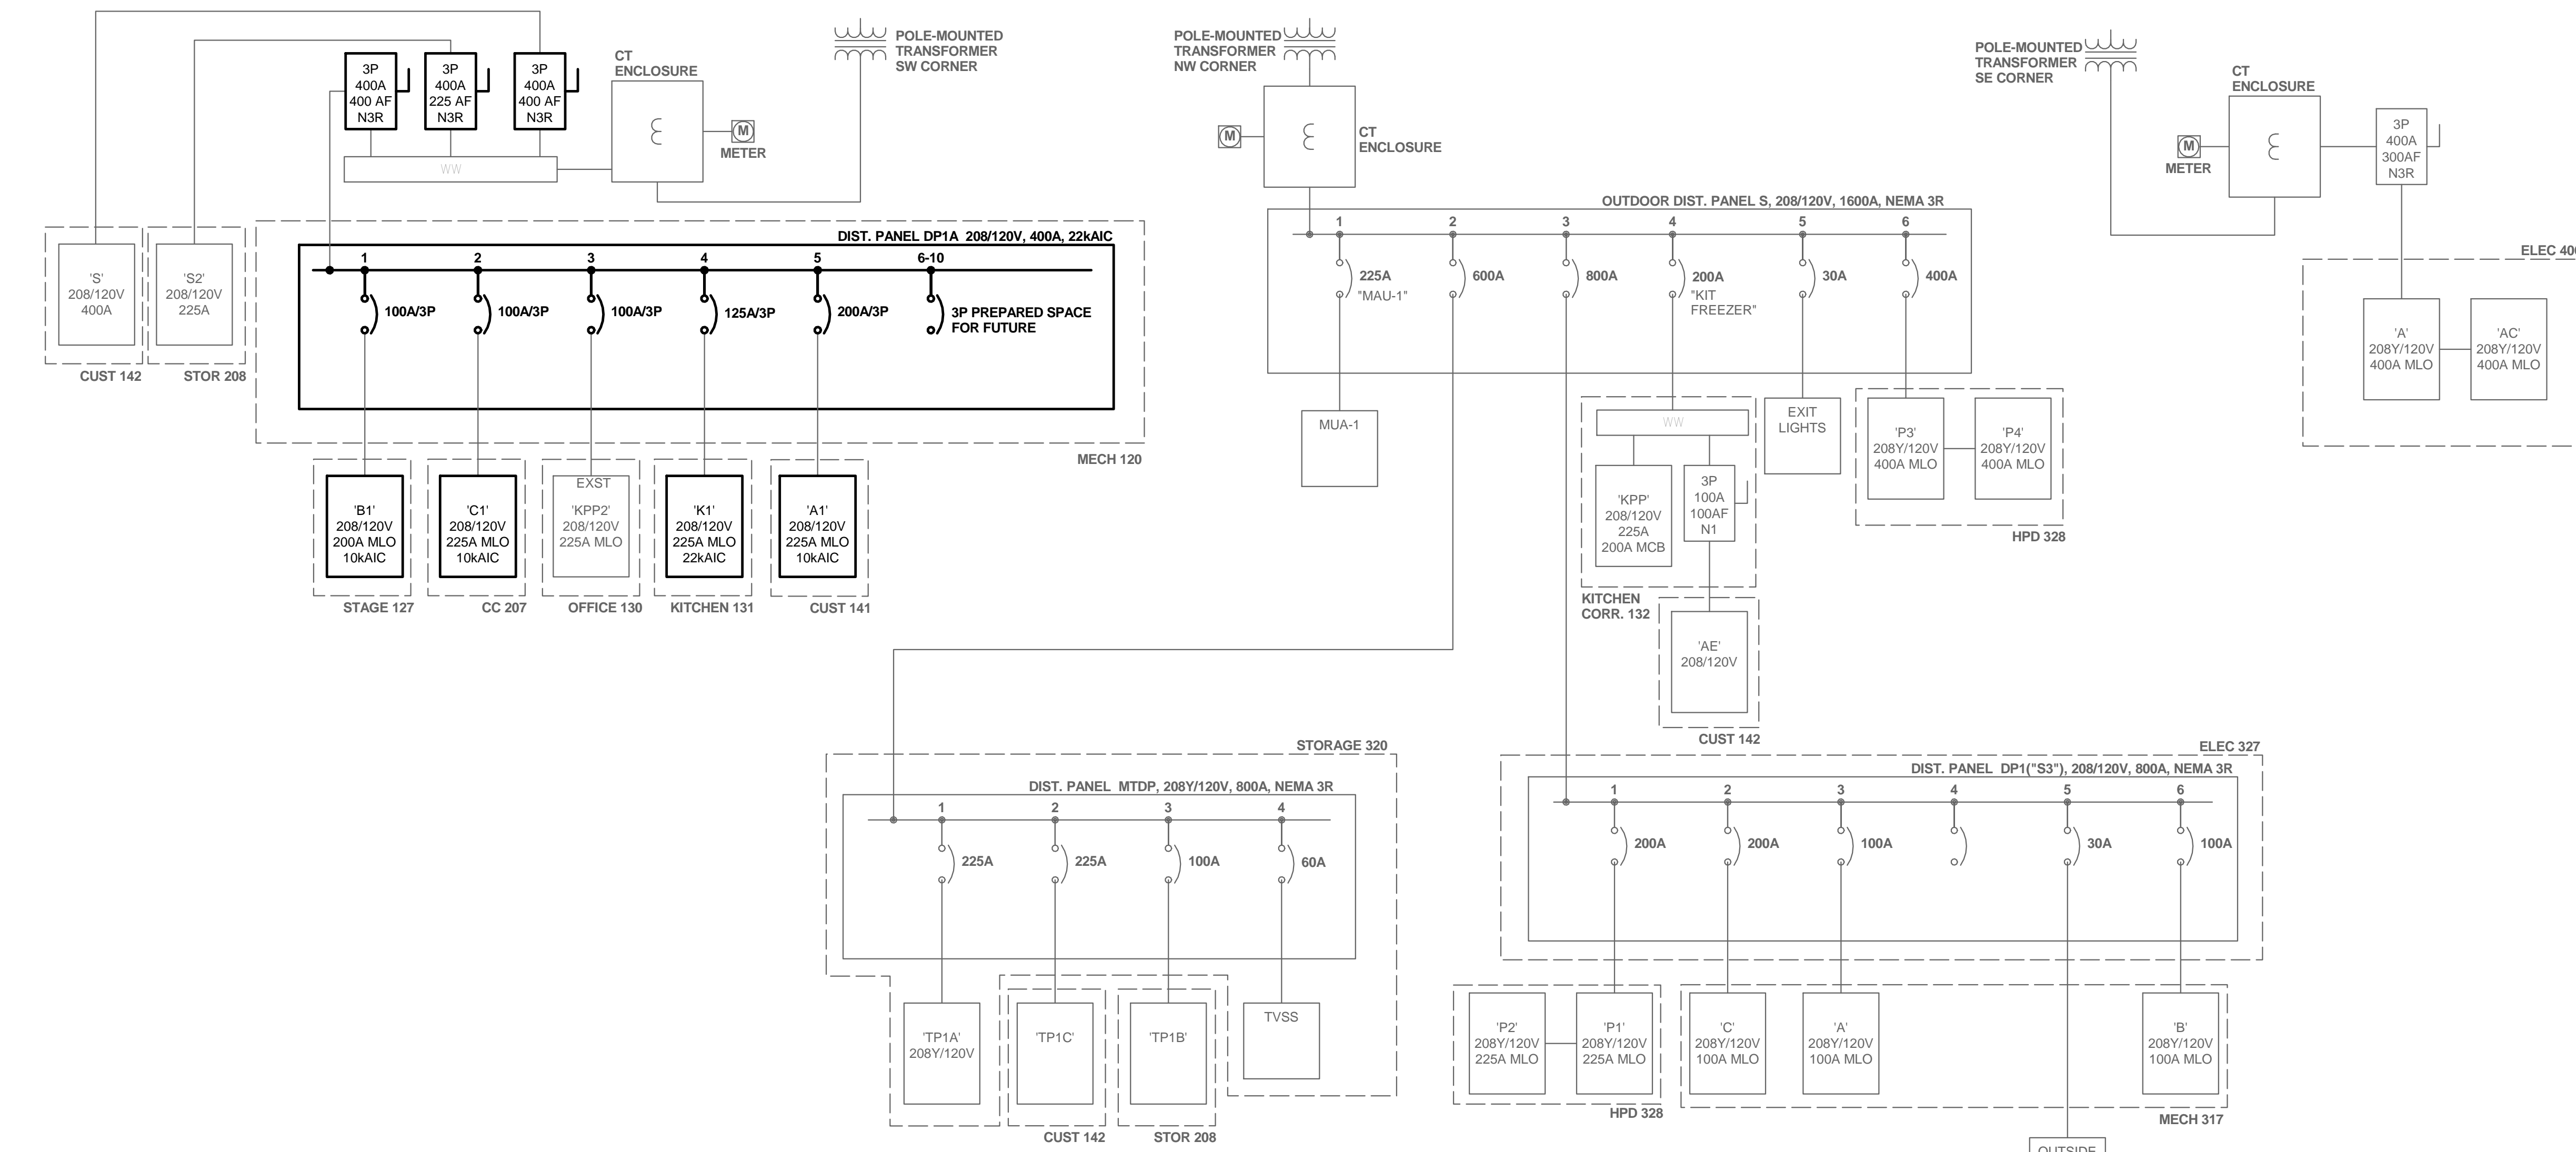 POLE-MOUNTED
TRANSFORMER
SW CORNER
POLE-MOUNTED
TRANSFORMER
NW CORNER
POLE-MOUNTED
TRANSFORMER
SE CORNER
3P
400A
400 AF
N3R
3P
400A
225 AF
N3R
3P
400A
400 AF
N3R
CT
ENCLOSURE
M
METER
WW
M
CT
ENCLOSURE
CT
ENCLOSURE
M
METER
3P
400A
300AF
N3R
'S'
208/120V
400A
CUST 142
'S2'
208/120V
225A
STOR 208
DIST. PANEL DP1A 208/120V, 400A, 22kAIC
1
2
3
4
5
6-10
100A/3P
100A/3P
100A/3P
125A/3P
200A/3P
3P PREPARED SPACE
FOR FUTURE
MECH 120
'B1'
208/120V
200A MLO
10kAIC
STAGE 127
'C1'
208/120V
225A MLO
10kAIC
CC 207
EXST
'KPP2'
208/120V
225A MLO
OFFICE 130
'K1'
208/120V
225A MLO
22kAIC
KITCHEN 131
'A1'
208/120V
225A MLO
10kAIC
CUST 141
OUTDOOR DIST. PANEL S, 208/120V, 1600A, NEMA 3R
1
2
3
4
5
6
225A
"MAU-1"
600A
800A
200A
"KIT
FREEZER"
30A
400A
MUA-1
WW
'KPP'
208/120V
225A
200A MCB
3P
100A
100AF
N1
KITCHEN
CORR. 132
EXIT
LIGHTS
'P3'
208Y/120V
400A MLO
'P4'
208Y/120V
400A MLO
HPD 328
'AE'
208/120V
CUST 142
ELEC 400
'A'
208Y/120V
400A MLO
'AC'
208Y/120V
400A MLO
STORAGE 320
DIST. PANEL MTDP, 208Y/120V, 800A, NEMA 3R
1
2
3
4
225A
225A
100A
60A
'TP1A'
208Y/120V
'TP1C'
CUST 142
'TP1B'
STOR 208
TVSS
ELEC 327
DIST. PANEL DP1("S3"), 208/120V, 800A, NEMA 3R
1
2
3
4
5
6
200A
200A
100A
30A
100A
'P2'
208Y/120V
225A MLO
'P1'
208Y/120V
225A MLO
HPD 328
'C'
208Y/120V
100A MLO
'A'
208Y/120V
100A MLO
'B'
208Y/120V
100A MLO
MECH 317
OUTSIDE